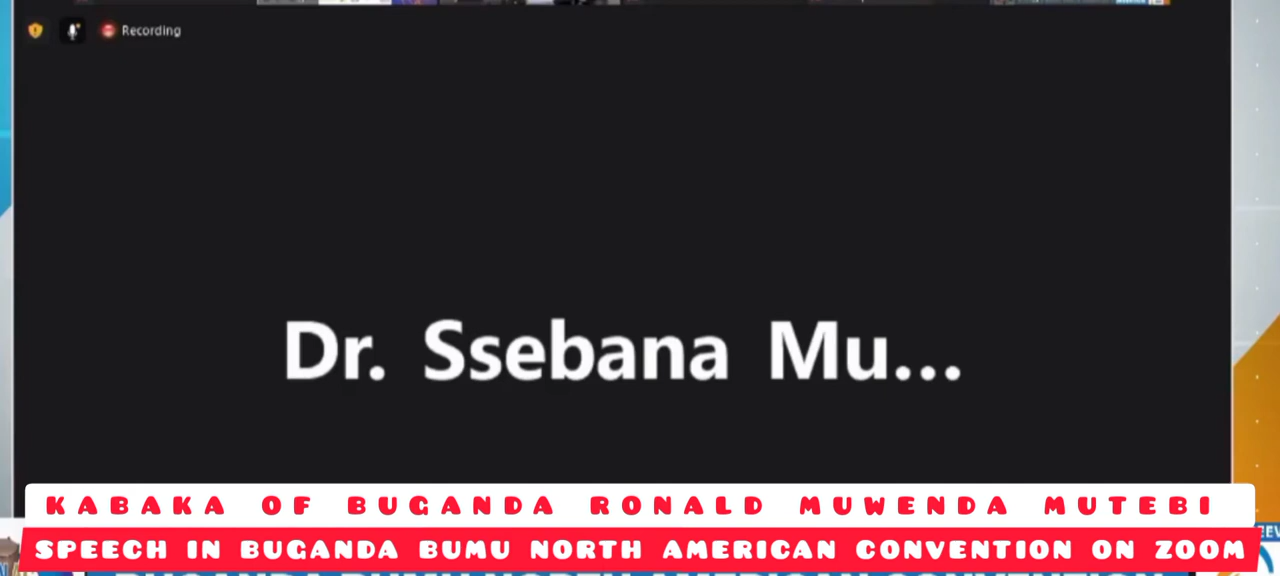 Recording
Dr. Ssebana Mu...
KABAKA OF BUGANDA RONALD MUWENDA MUTEBI
SPEECH IN BUGANDA BUMU NORTH AMERICAN CONVENTION ON ZOOM